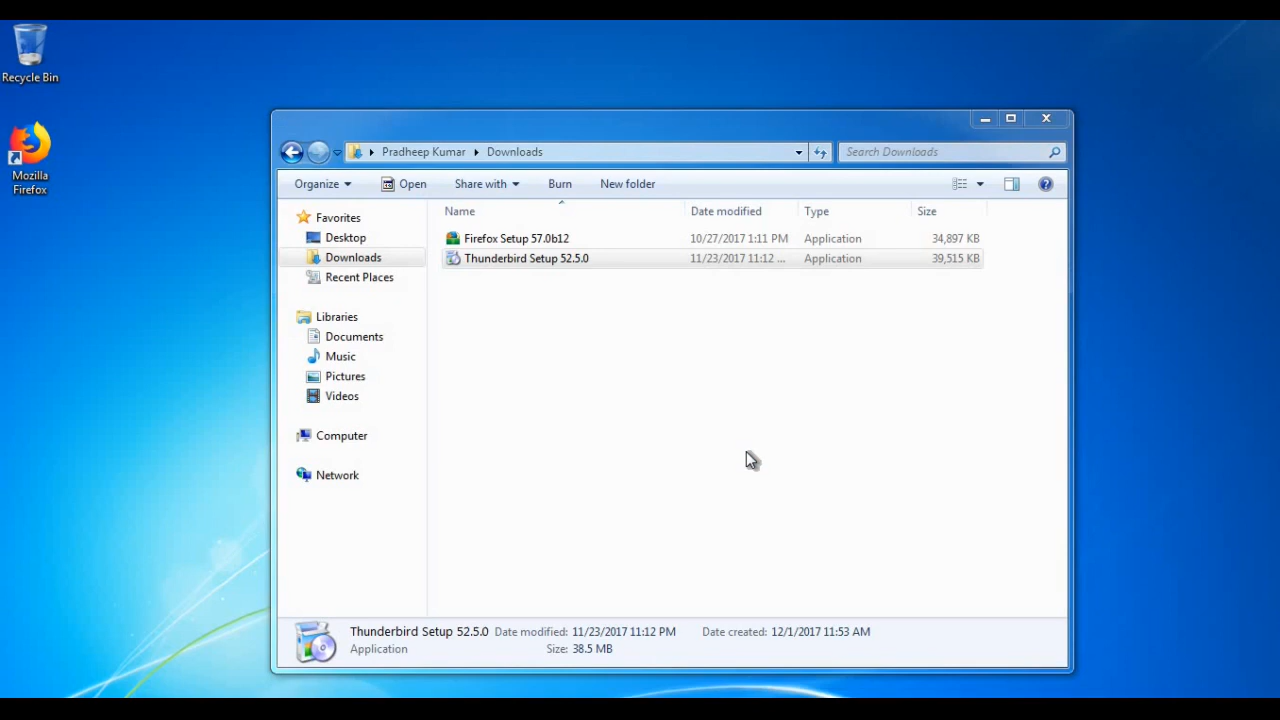 Recycle Bin
Mozilla
Firefox
Pradheep Kumar Downloads
Search Downloads
Organize Open Share with Burn New folder
Name Date modified Type Size
Firefox Setup 57.0b12 10/27/2017 1:11 PM Application 34,897 KB
Thunderbird Setup 52.5.0 11/23/2017 11:12 ... Application 39,515 KB
Favorites
Desktop
Downloads
Recent Places
Libraries
Documents
Music
Pictures
Videos
Computer
Network
Thunderbird Setup 52.5.0 Date modified: 11/23/2017 11:12 PM Date created: 12/1/2017 11:53 AM
Application Size: 38.5 MB